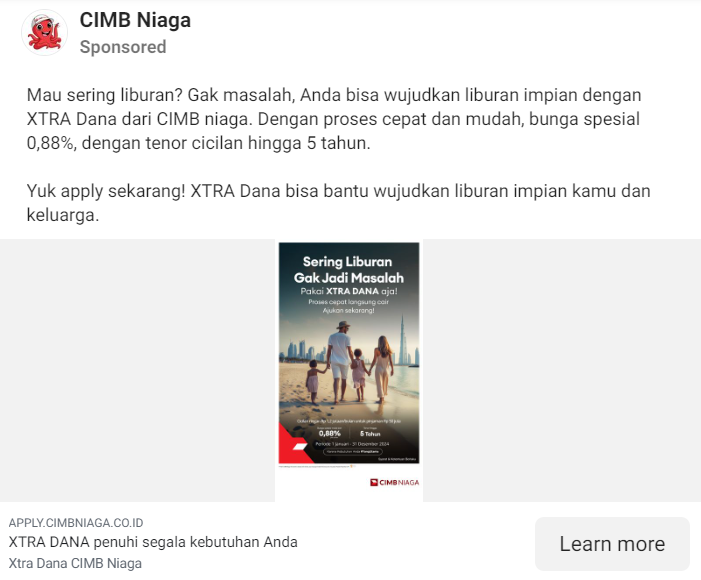 CIMB Niaga
Sponsored
Mau sering liburan? Gak masalah, Anda bisa wujudkan liburan impian dengan
XTRA Dana dari CIMB niaga. Dengan proses cepat dan mudah, bunga spesial
0,88%, dengan tenor cicilan hingga 5 tahun.
Yuk apply sekarang! XTRA Dana bisa bantu wujudkan liburan impian kamu dan
keluarga.
Sering Liburan
Gak Jadi Masalah
Pakai XTRA DANA aja!
Proses cepat langsung cair
Ajukan sekarang!
0,88%
5 Tahun
Periode 1 Januari - 31 Desember 2024
CIMB NIAGA
APPLY.CIMBNIAGA.CO.ID
XTRA DANA penuhi segala kebutuhan Anda
Xtra Dana CIMB Niaga
Learn more